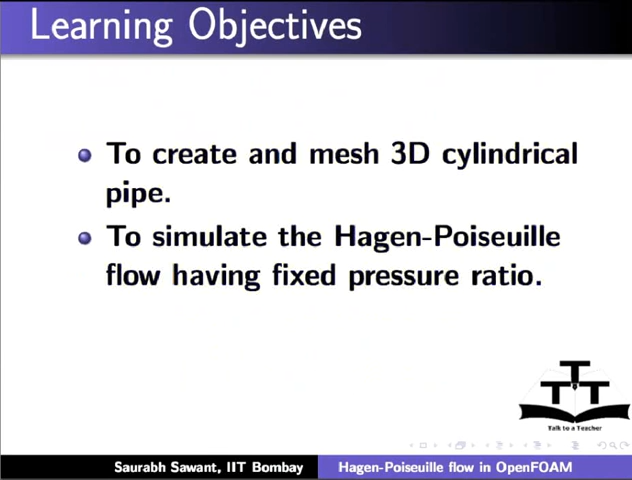 Learning Objectives
To create and mesh 3D cylindrical
pipe.
To simulate the Hagen-Poiseuille
flow having fixed pressure ratio.
T T T
Talk to a Teacher
Saurabh Sawant, IIT Bombay Hagen-Poiseuille flow in OpenFOAM